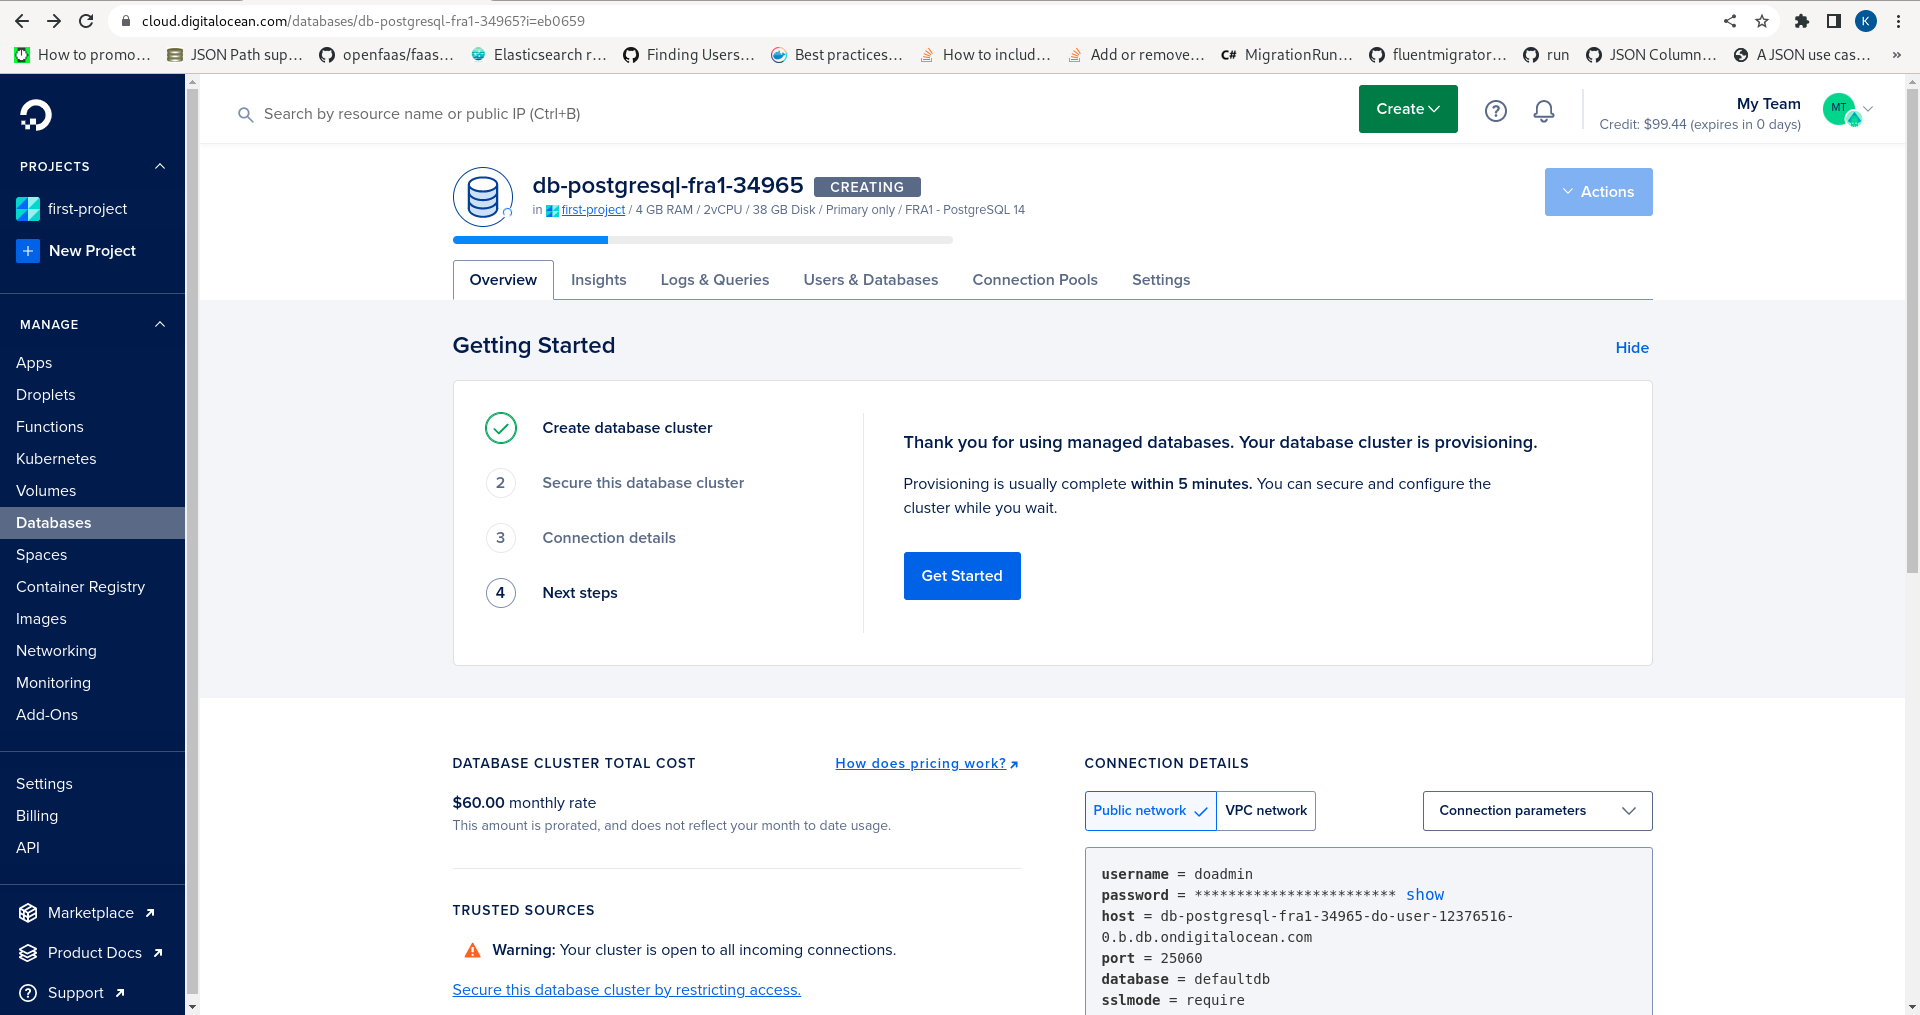 cloud.digitalocean.com/databases/db-postgresql-fra1-34965?i=eb0659
K
How to promo…
JSON Path sup…
openfaas/faas…
Elasticsearch r…
Finding Users…
Best practices…
How to includ…
Add or remove…
C# MigrationRun…
fluentmigrator…
run
JSON Column…
A JSON use cas…
»
Search by resource name or public IP (Ctrl+B)
Create
My Team
Credit: $99.44 (expires in 0 days)
MT
PROJECTS
first-project
+ New Project
MANAGE
Apps
Droplets
Functions
Kubernetes
Volumes
Databases
Spaces
Container Registry
Images
Networking
Monitoring
Add-Ons
Settings
Billing
API
Marketplace
Product Docs
Support
db-postgresql-fra1-34965 CREATING
in first-project / 4 GB RAM / 2vCPU / 38 GB Disk / Primary only / FRA1 - PostgreSQL 14
Actions
Overview
Insights
Logs & Queries
Users & Databases
Connection Pools
Settings
Getting Started
Hide
Create database cluster
2 Secure this database cluster
3 Connection details
4 Next steps
Thank you for using managed databases. Your database cluster is provisioning.
Provisioning is usually complete within 5 minutes. You can secure and configure the
cluster while you wait.
Get Started
DATABASE CLUSTER TOTAL COST
How does pricing work?
$60.00 monthly rate
This amount is prorated, and does not reflect your month to date usage.
TRUSTED SOURCES
Warning: Your cluster is open to all incoming connections.
Secure this database cluster by restricting access.
CONNECTION DETAILS
Public network
VPC network
Connection parameters
username = doadmin
password = ************************ show
host = db-postgresql-fra1-34965-do-user-12376516-
0.b.db.ondigitalocean.com
port = 25060
database = defaultdb
sslmode = require